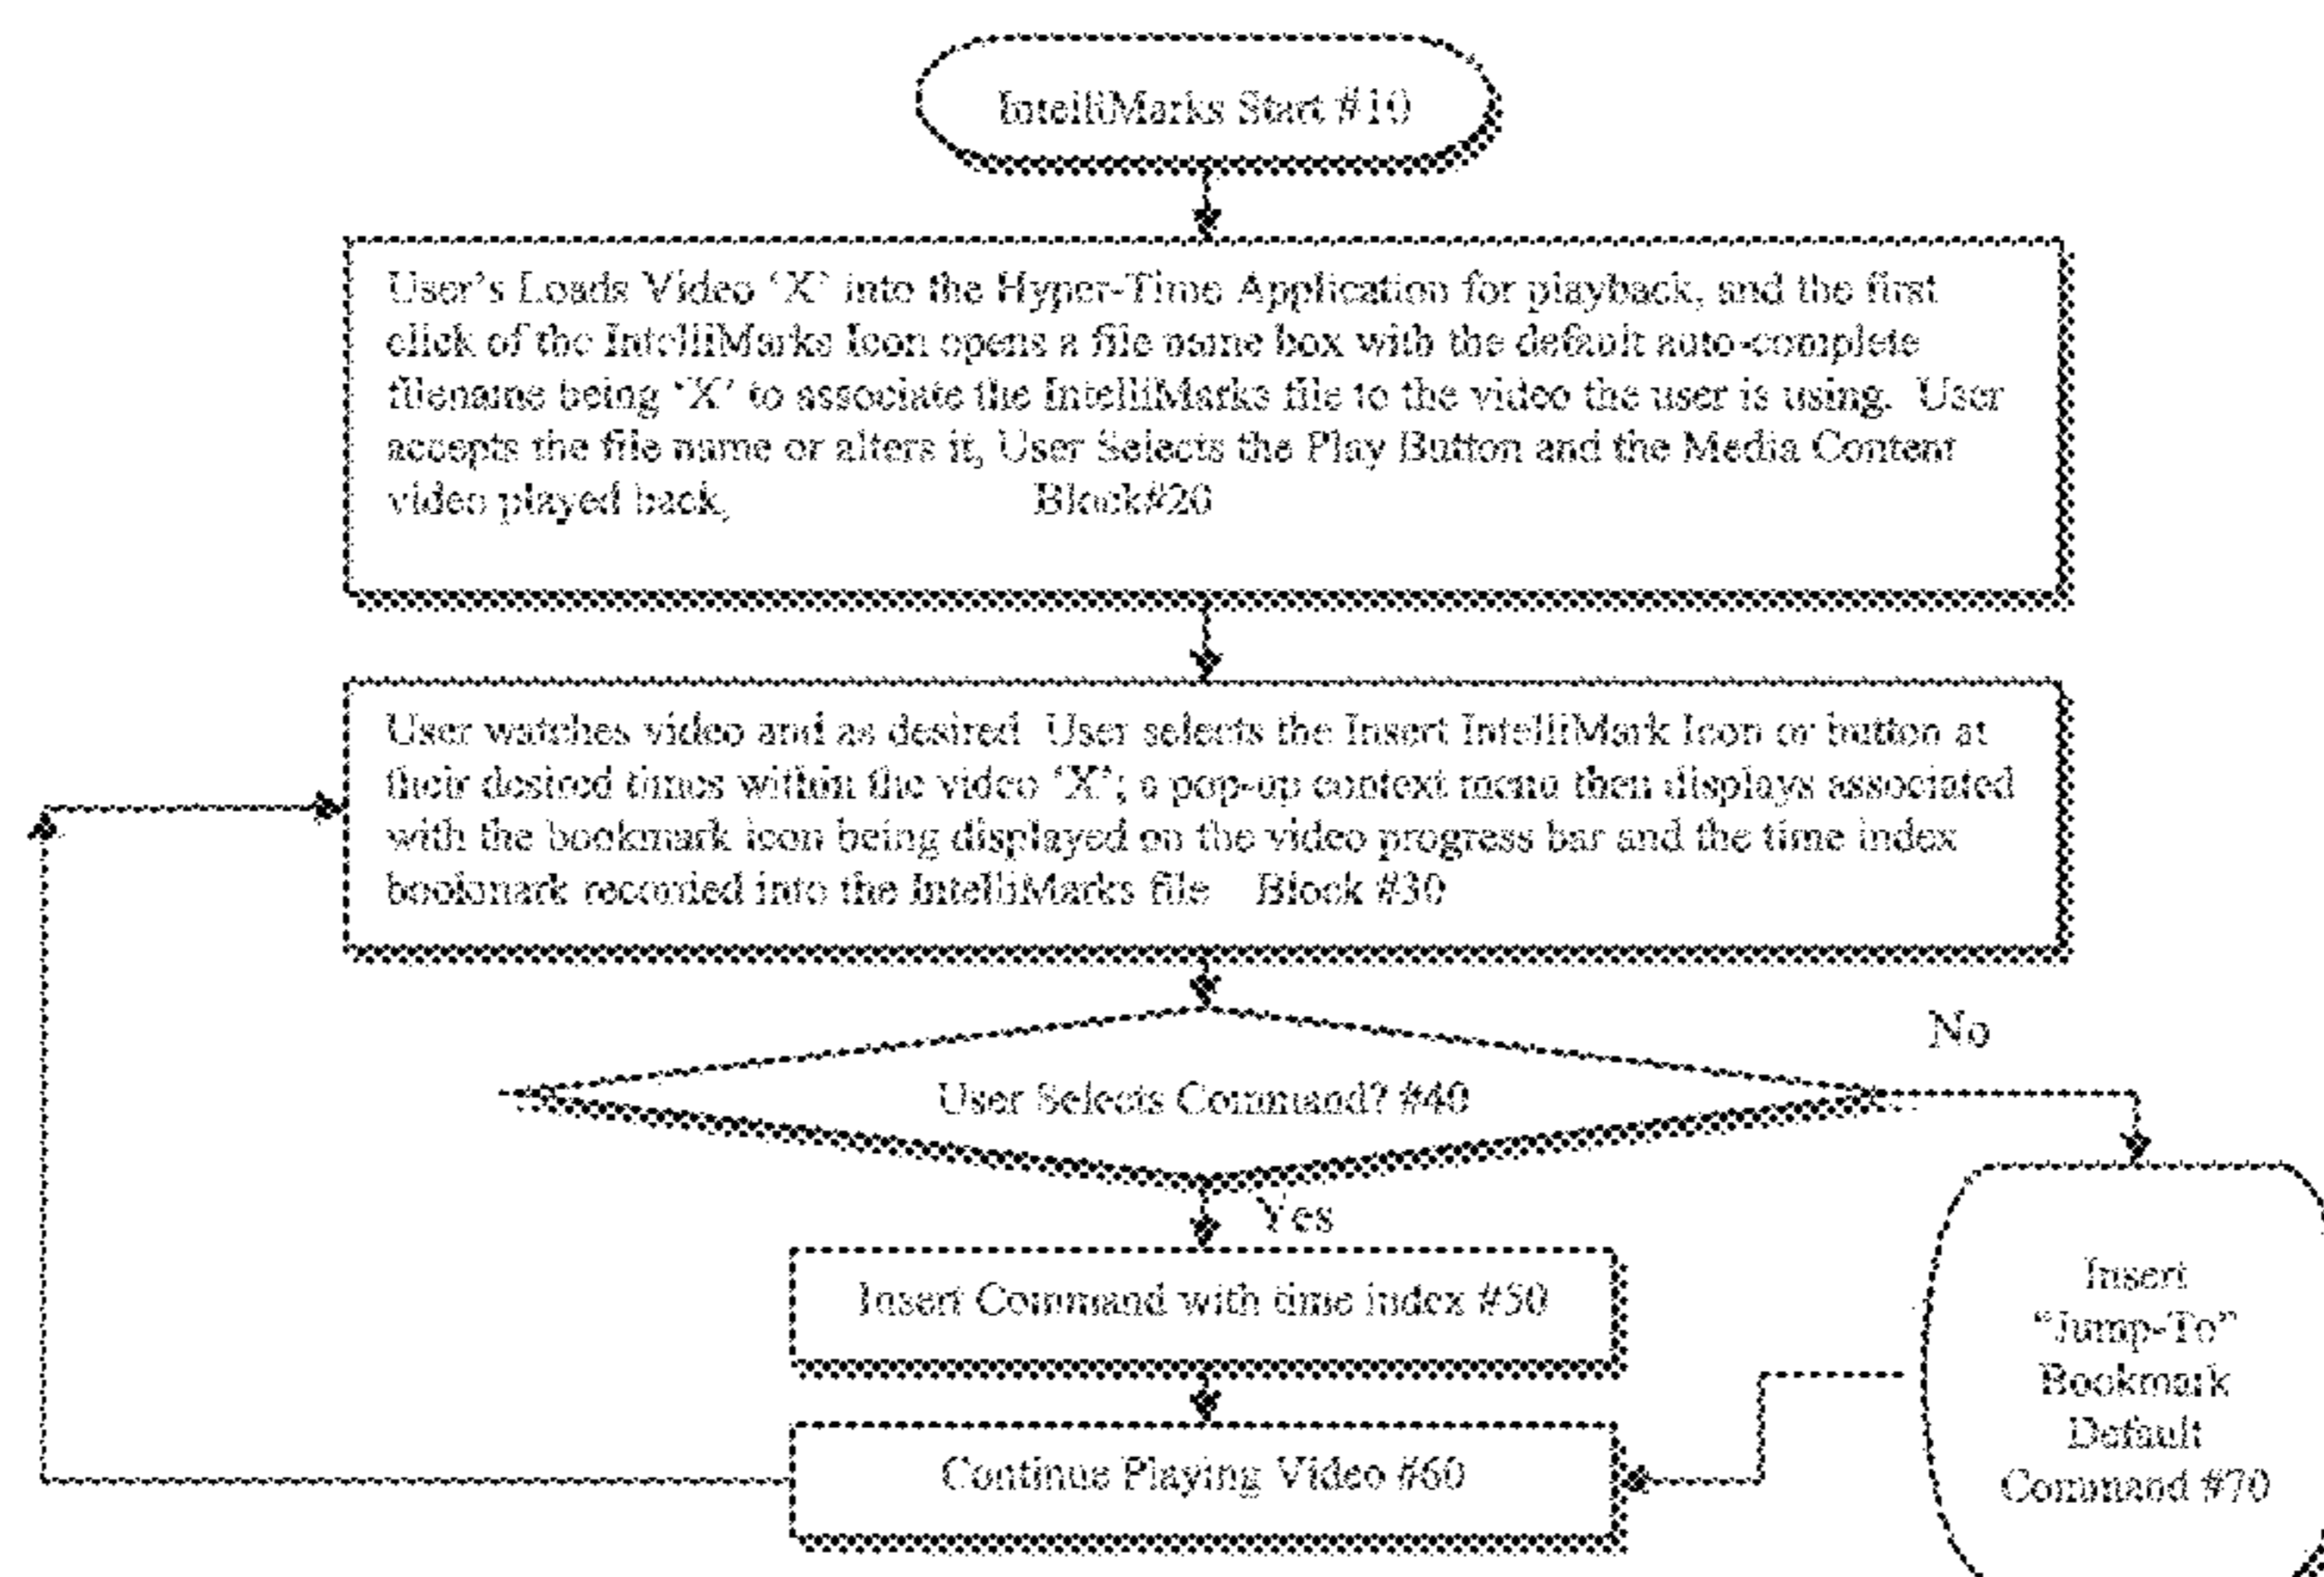 IntelliMarks Start #10
User's Loads Video ‘X’ into the Hyper-Time Application for playback, and the first
click of the IntelliMarks Icon opens a file name box with the default auto-complete
filename being ‘X’ to associate the IntelliMarks file to the video the user is using.  User
accepts the file name or alters it, User Selects the Play Button and the Media Content
video played back, Block#20
User watches video and as desired  User selects the Insert IntelliMark Icon or button at
their desired times within the video ‘X’; a pop-up context menu then displays associated
with the bookmark icon being displayed on the video progress bar and the time index
bookmark recorded into the IntelliMarks file Block #30
No
User Selects Command? #40
Yes
Insert Command with time index #50
Insert
“Jump-To”
Bookmark
Default
Command #70
Continue Playing Video #60